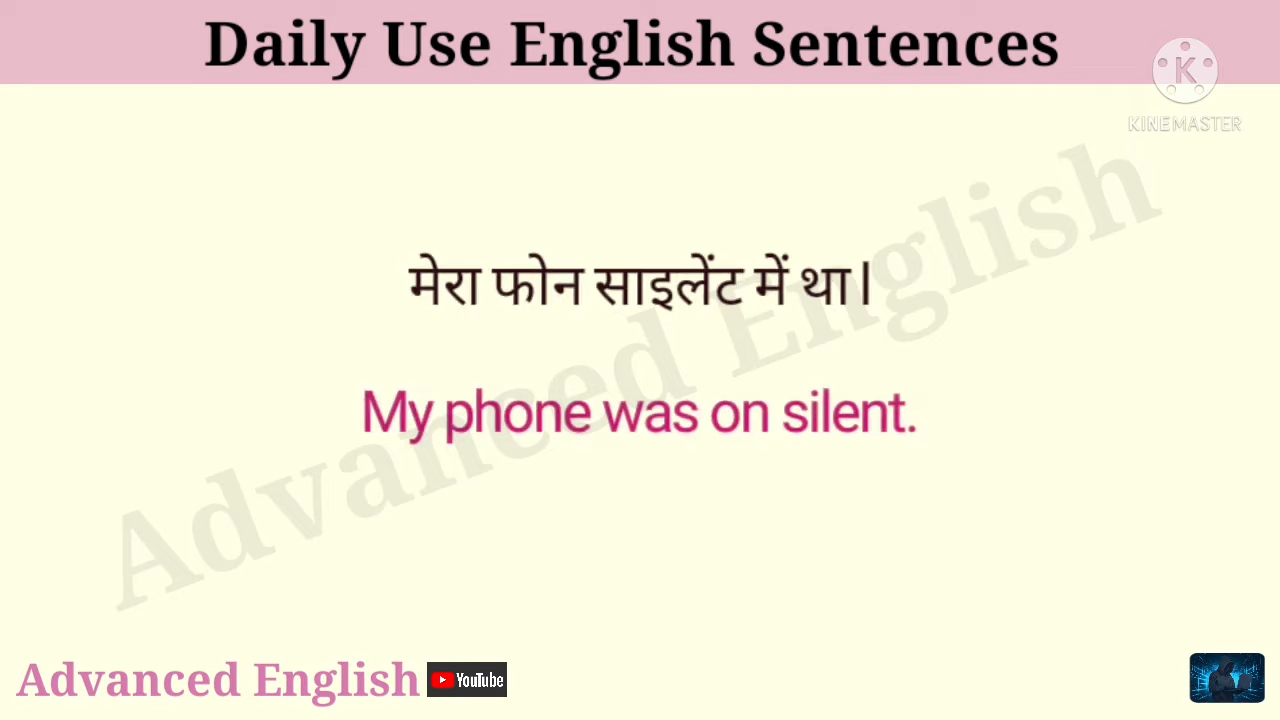 Daily Use English Sentences
K
KINEMASTER
मेरा फोन साइलेंट में था।
My phone was on silent.
Advanced English
Advanced English YouTube